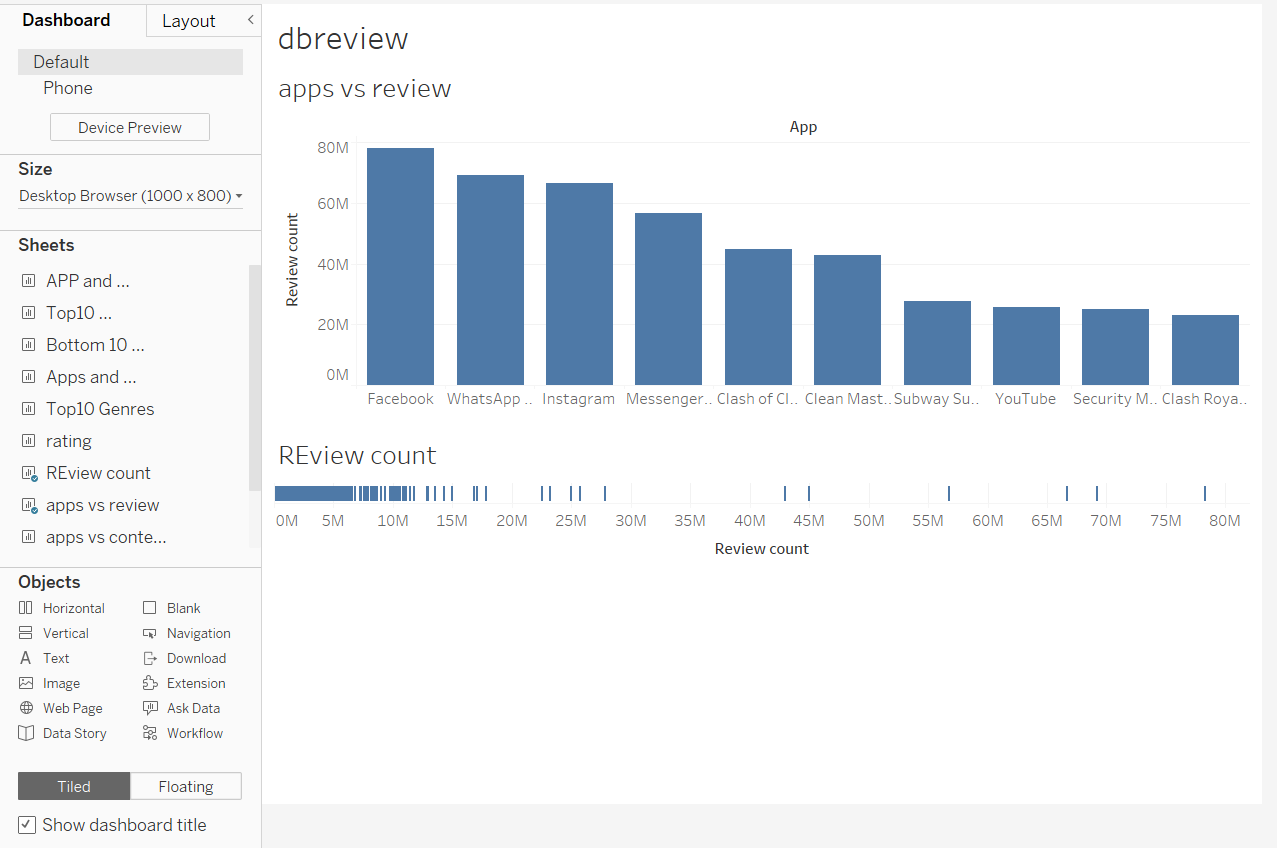 Dashboard
Layout
Default
Phone
Device Preview
Size
Desktop Browser (1000 x 800)
Sheets
APP and ...
Top10 ...
Bottom 10 ...
Apps and ...
Top10 Genres
rating
REview count
apps vs review
apps vs conte...
Objects
Horizontal
Blank
Vertical
Navigation
A Text
Download
Image
Extension
Web Page
Ask Data
Data Story
Workflow
Tiled
Floating
Show dashboard title
dbreview
apps vs review
App
Review count
80M
60M
40M
20M
0M
Facebook WhatsApp .. Instagram Messenger.. Clash of Cl.. Clean Mast.. Subway Su.. YouTube Security M.. Clash Roya..
REview count
0M 5M 10M 15M 20M 25M 30M 35M 40M 45M 50M 55M 60M 65M 70M 75M 80M
Review count